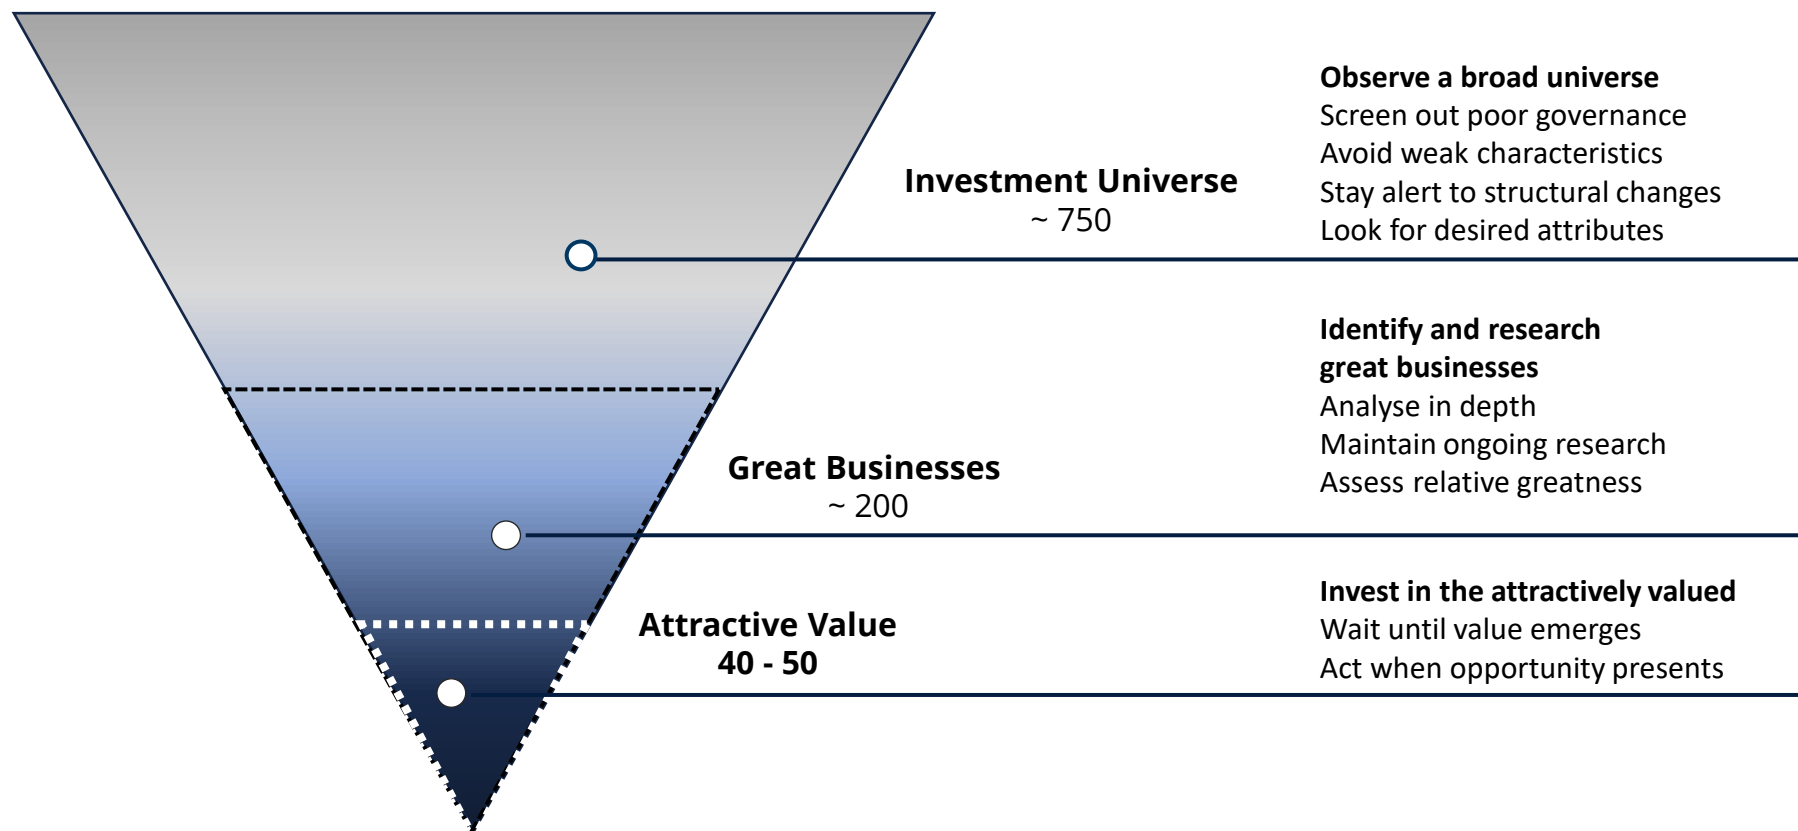 Investment Universe
~ 750
Observe a broad universe
Screen out poor governance
Avoid weak characteristics
Stay alert to structural changes
Look for desired attributes
Great Businesses
~ 200
Identify and research
great businesses
Analyse in depth
Maintain ongoing research
Assess relative greatness
Attractive Value
40 - 50
Invest in the attractively valued
Wait until value emerges
Act when opportunity presents